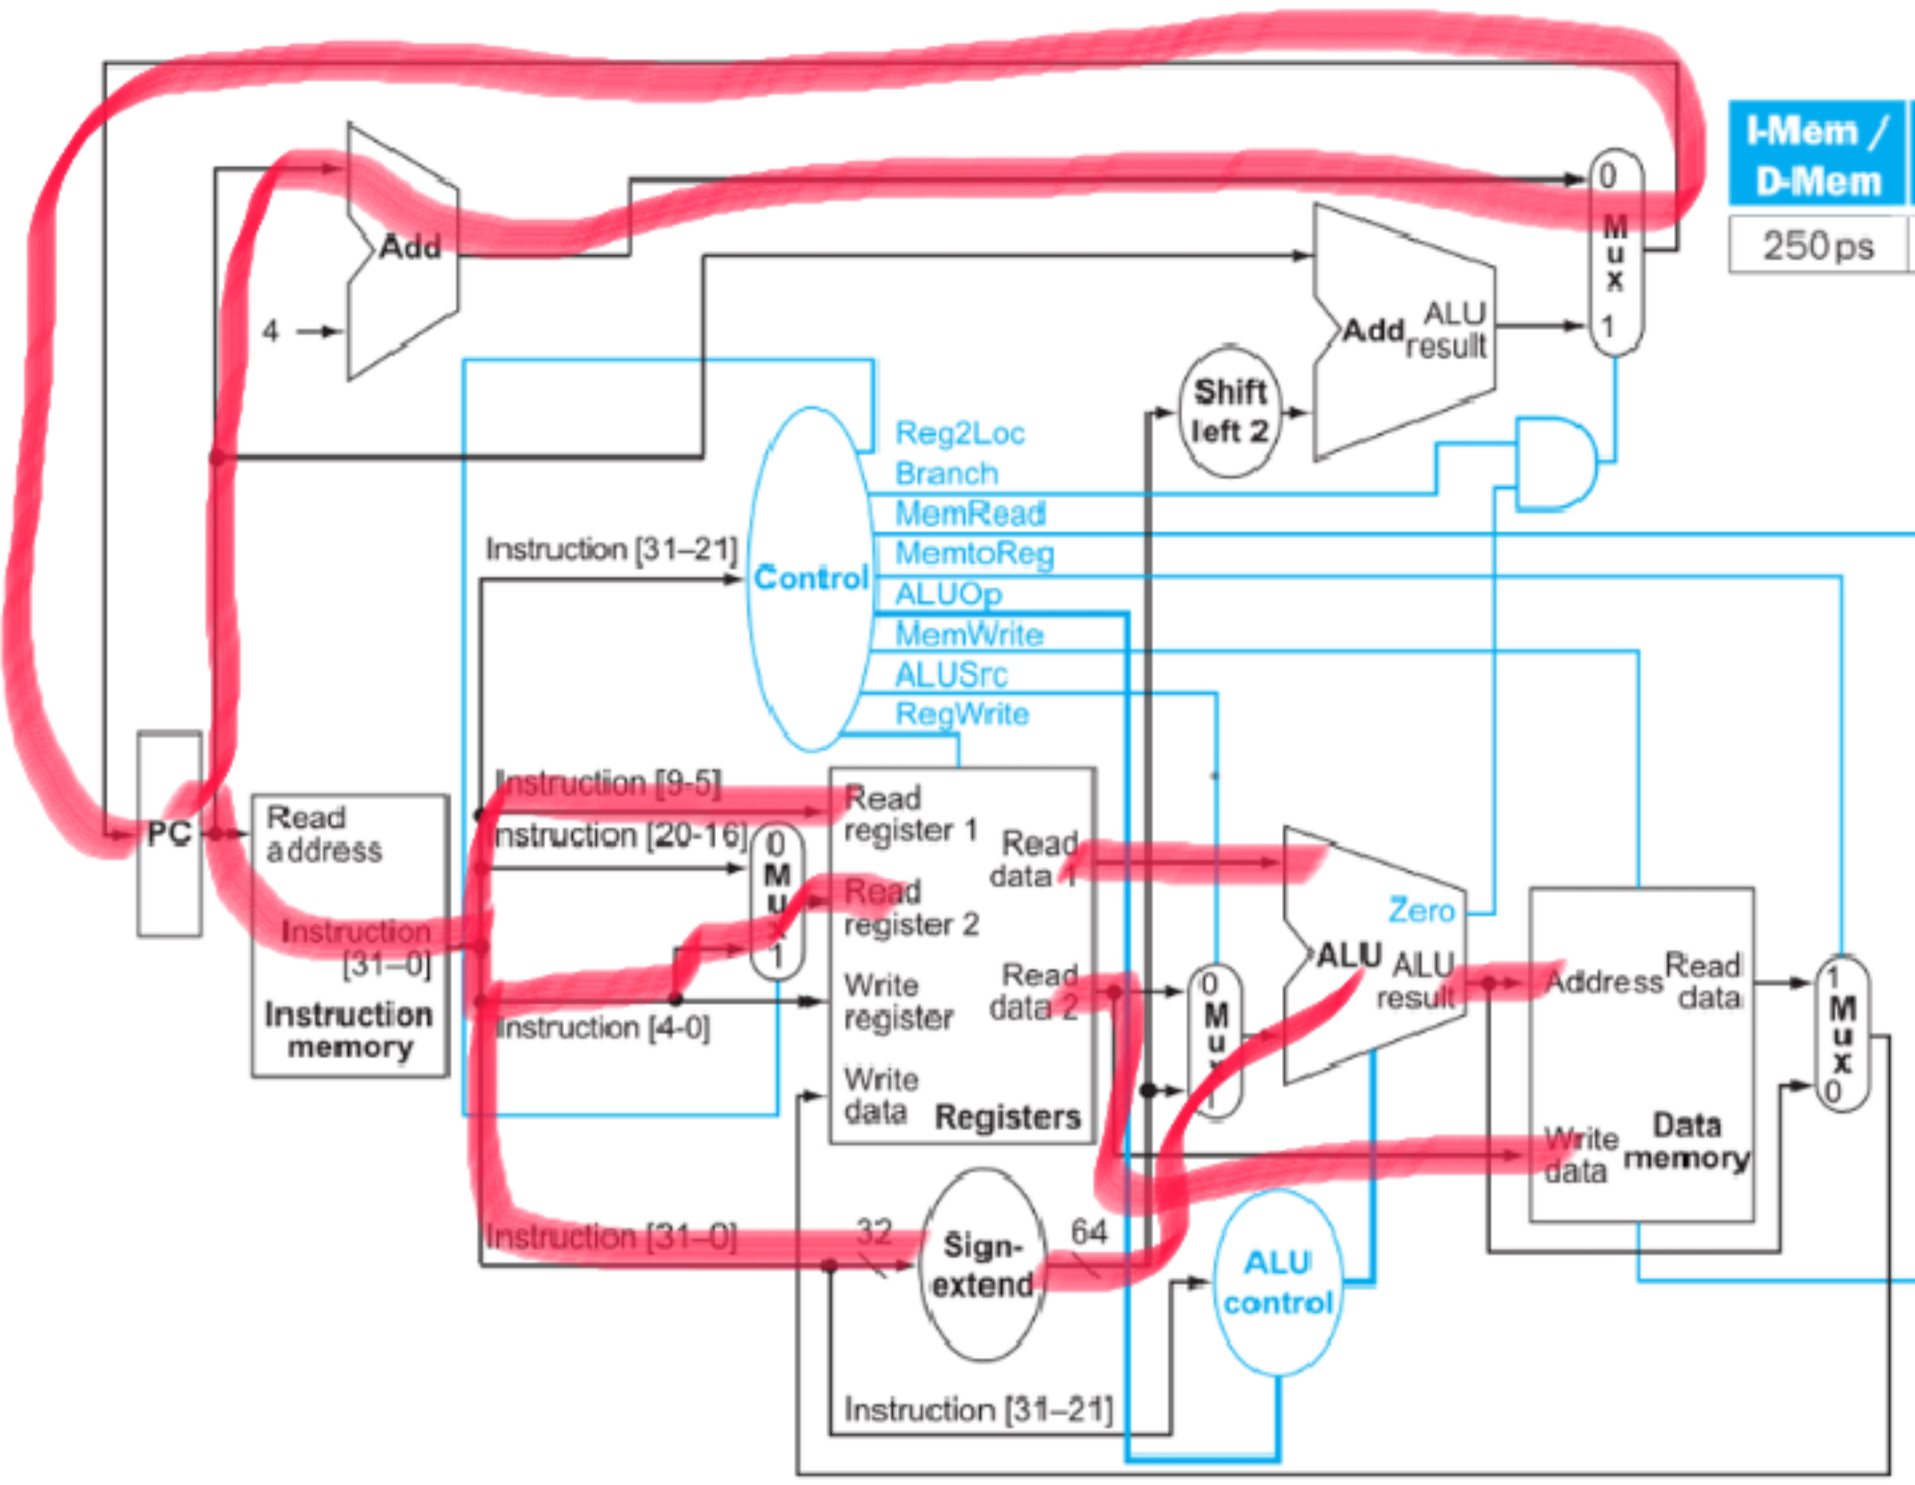 I-Mem /
D-Mem
250ps
0
M
u
x
1
Add
4
Add
ALU
result
Shift
left 2
Reg2Loc
Branch
MemRead
MemtoReg
ALUOp
MemWrite
ALUSrc
RegWrite
Control
Instruction [31–21]
Instruction [9-5]
Instruction [20-16]
Instruction [4-0]
Instruction [31–0]
PC
Read
address
Instruction
[31–0]
Instruction
memory
0
M
u
x
1
Read
register 1
Read
register 2
Write
register
Write
data
Read
data 1
Read
data 2
Registers
0
M
u
Zero
ALU
ALU
result
Address
Read
data
Write
data
Data
memory
1
M
u
x
0
32
Sign-
extend
64
ALU
control
Instruction [31–21]